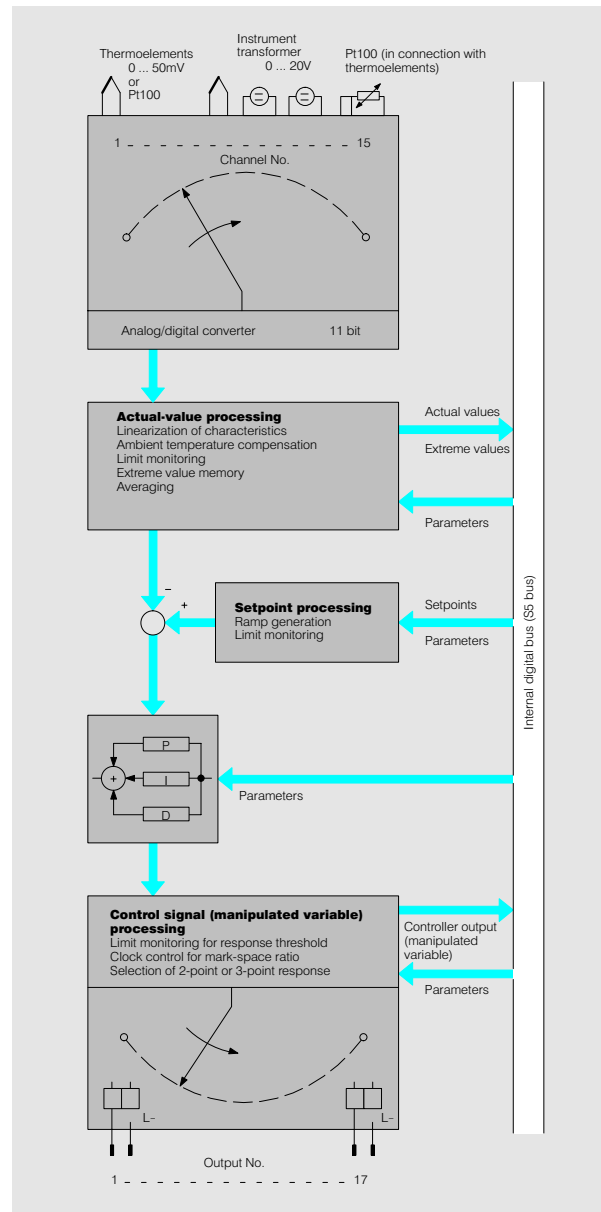 Thermoelements
0 ... 50mV
or
Pt100
Instrument
transformer
0 ... 20V
Pt100 (in connection with
thermoelements)
1 - - - - - - - - - - - - - - - - - 15
Channel No.
Analog/digital converter 11 bit
Actual-value processing
Linearization of characteristics
Ambient temperature compensation
Limit monitoring
Extreme value memory
Averaging
Actual values
Extreme values
Parameters
−
+
Setpoint processing
Ramp generation
Limit monitoring
Setpoints
Parameters
Internal digital bus (S5 bus)
P
+
I
D
Parameters
Control signal (manipulated variable)
processing
Limit monitoring for response threshold
Clock control for mark-space ratio
Selection of 2-point or 3-point response
Controller output
(manipulated
variable)
Parameters
L−
L−
Output No.
1 - - - - - - - - - - - - - - - - - 17